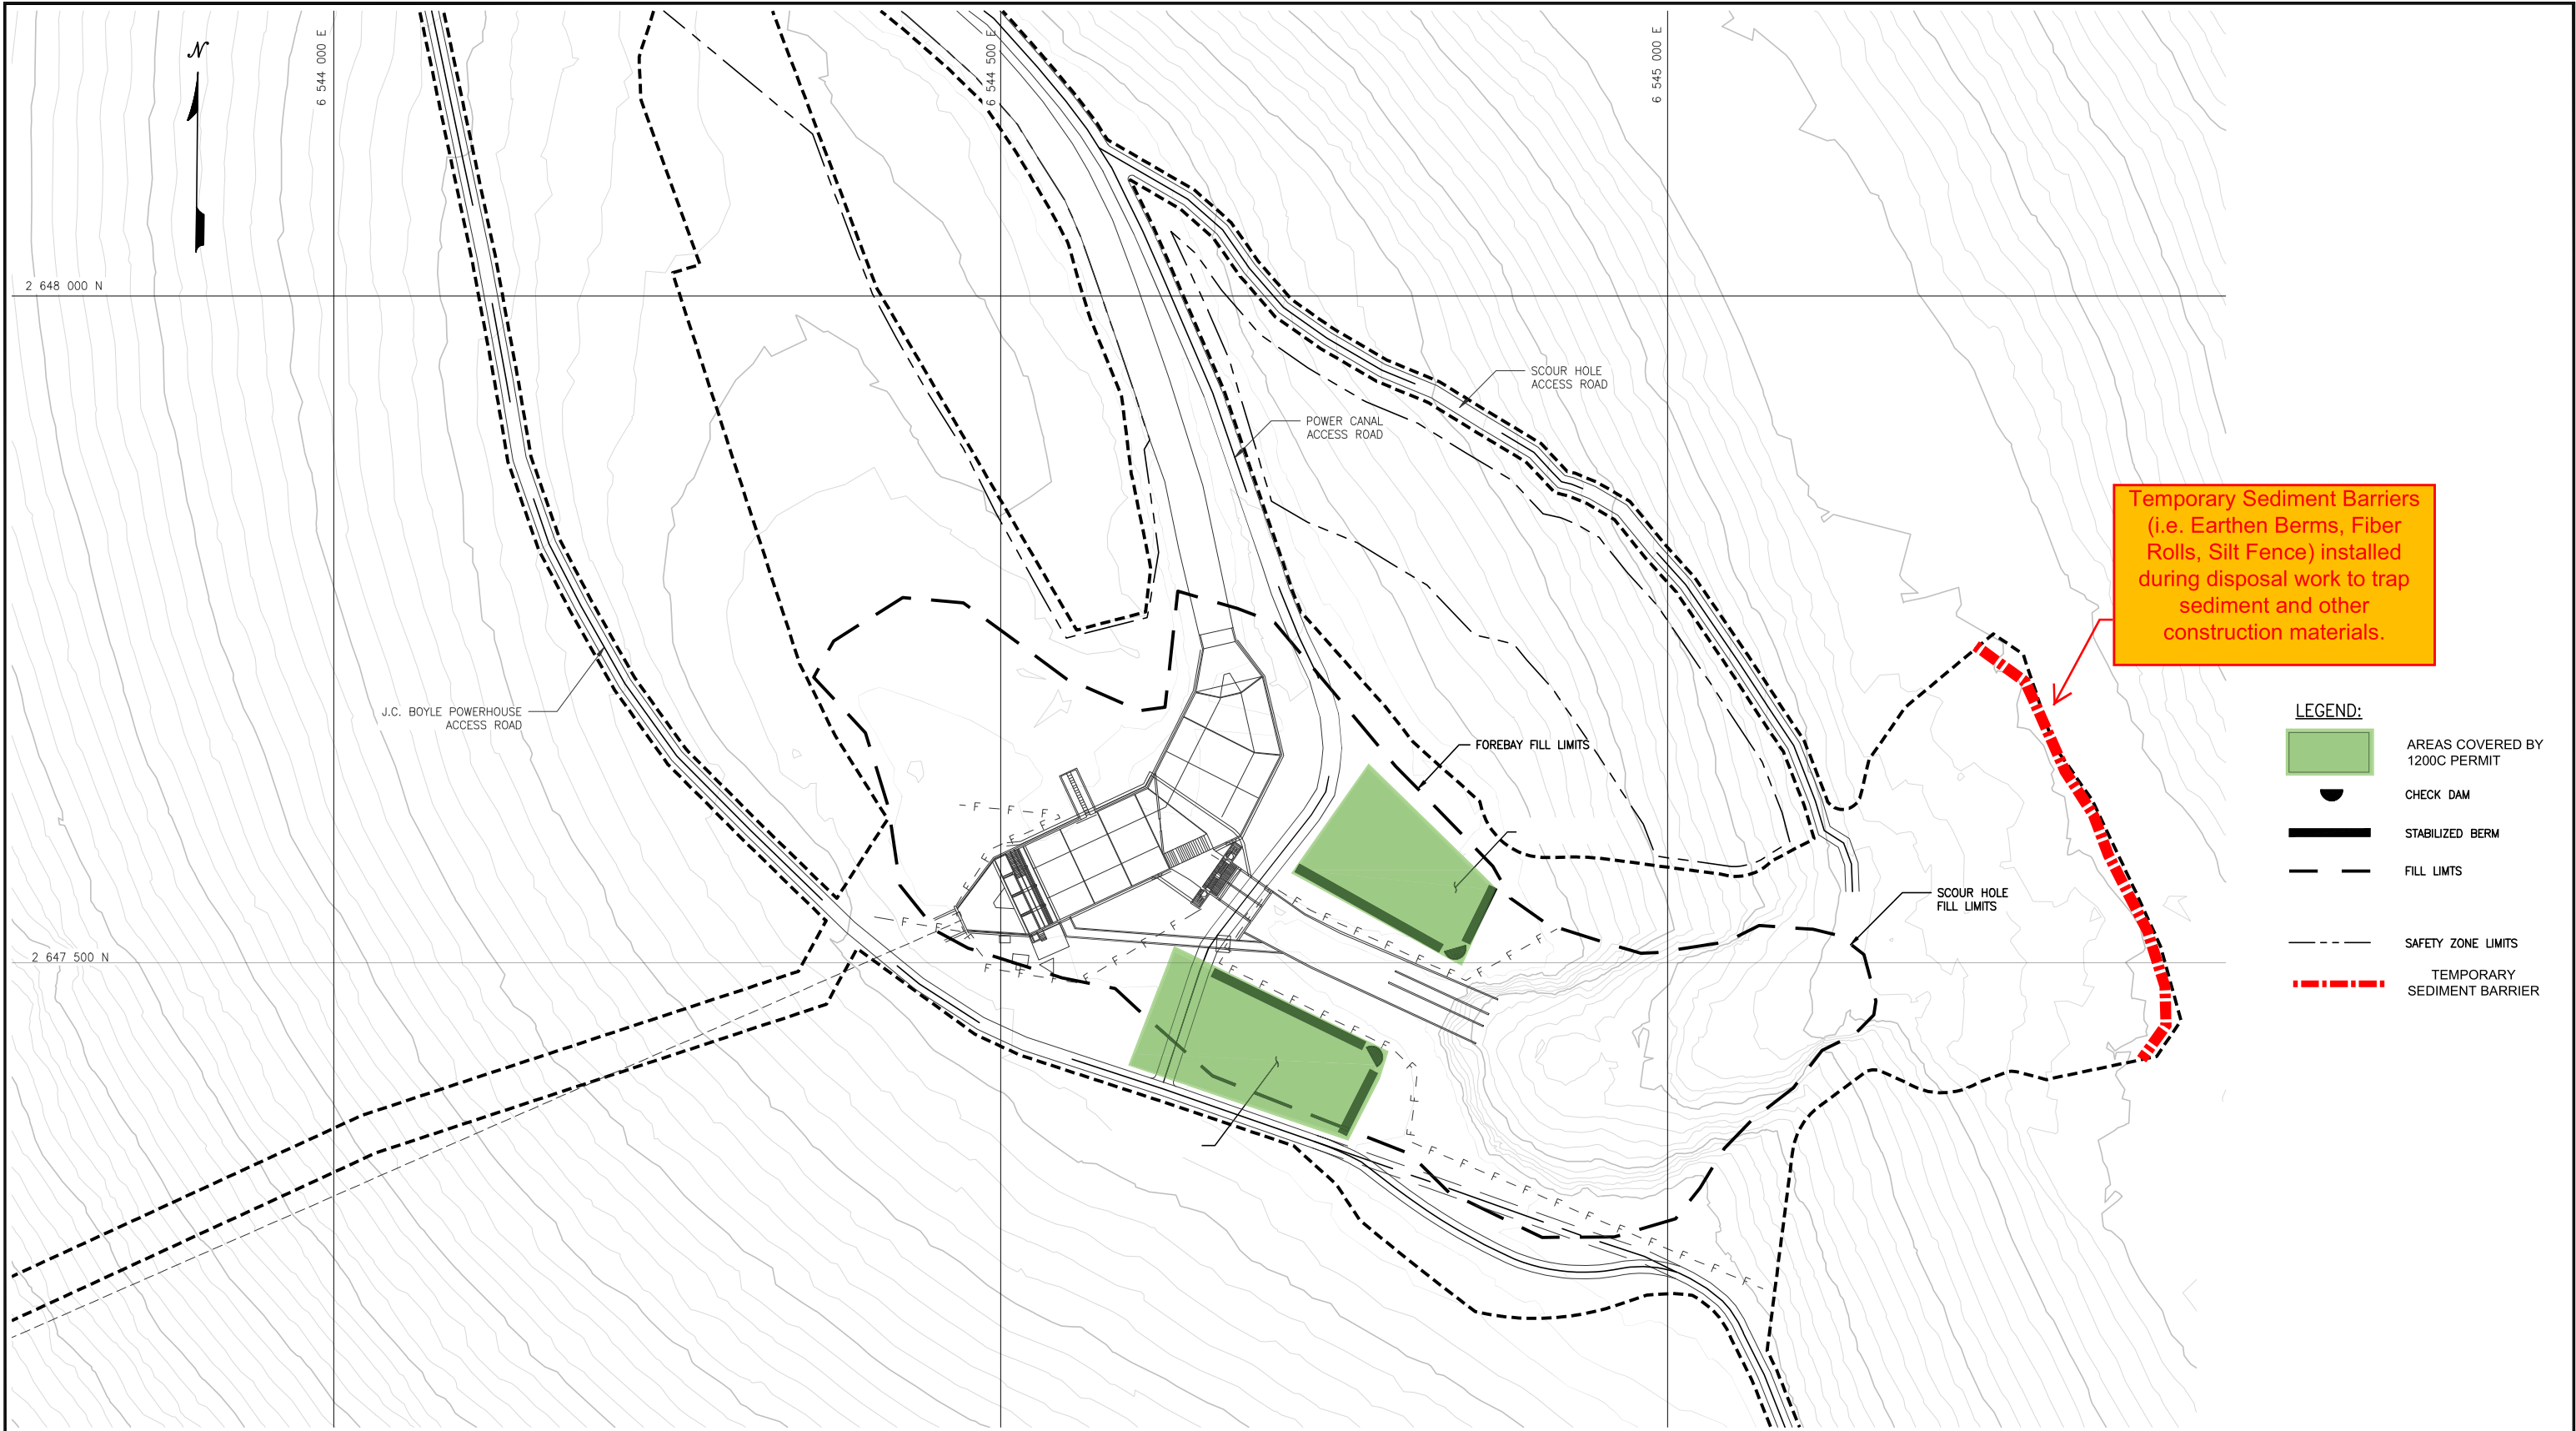 N
6 544 000 E
6 544 500 E
6 545 000 E
2 648 000 N
SCOUR HOLE
ACCESS ROAD
POWER CANAL
ACCESS ROAD
Temporary Sediment Barriers
(i.e. Earthen Berms, Fiber
Rolls, Silt Fence) installed
during disposal work to trap
sediment and other
construction materials.
J.C. BOYLE POWERHOUSE
ACCESS ROAD
FOREBAY FILL LIMITS
LEGEND:
AREAS COVERED BY
1200C PERMIT
CHECK DAM
STABILIZED BERM
FILL LIMTS
SCOUR HOLE
FILL LIMITS
SAFETY ZONE LIMITS
2 647 500 N
TEMPORARY
SEDIMENT BARRIER